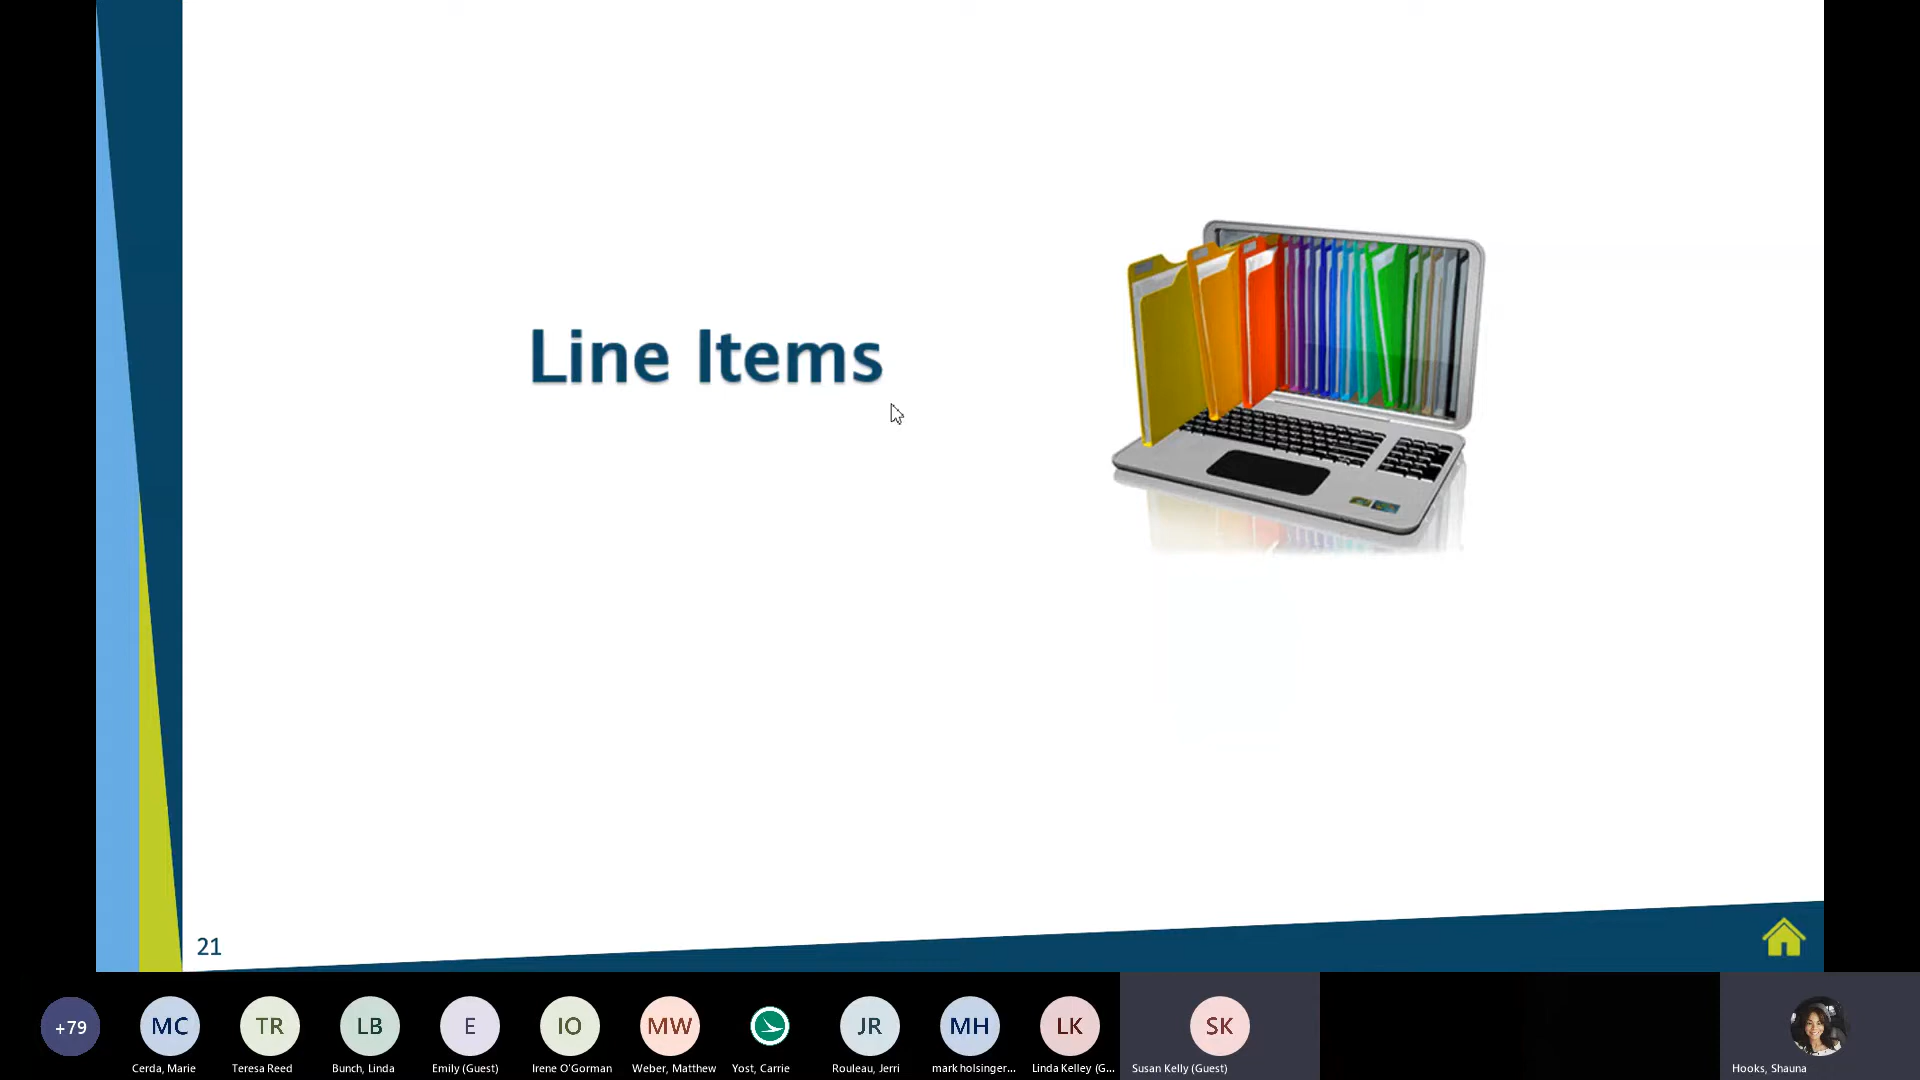 Line Items
21
+79
MC
TR
LB
E
IO
MW
JR
MH
LK
SK
Cerda, Marie
Teresa Reed
Bunch, Linda
Emily (Guest)
Irene O'Gorman
Weber, Matthew
Yost, Carrie
Rouleau, Jerri
mark holsinger...
Linda Kelley (G...
Susan Kelly (Guest)
Hooks, Shauna